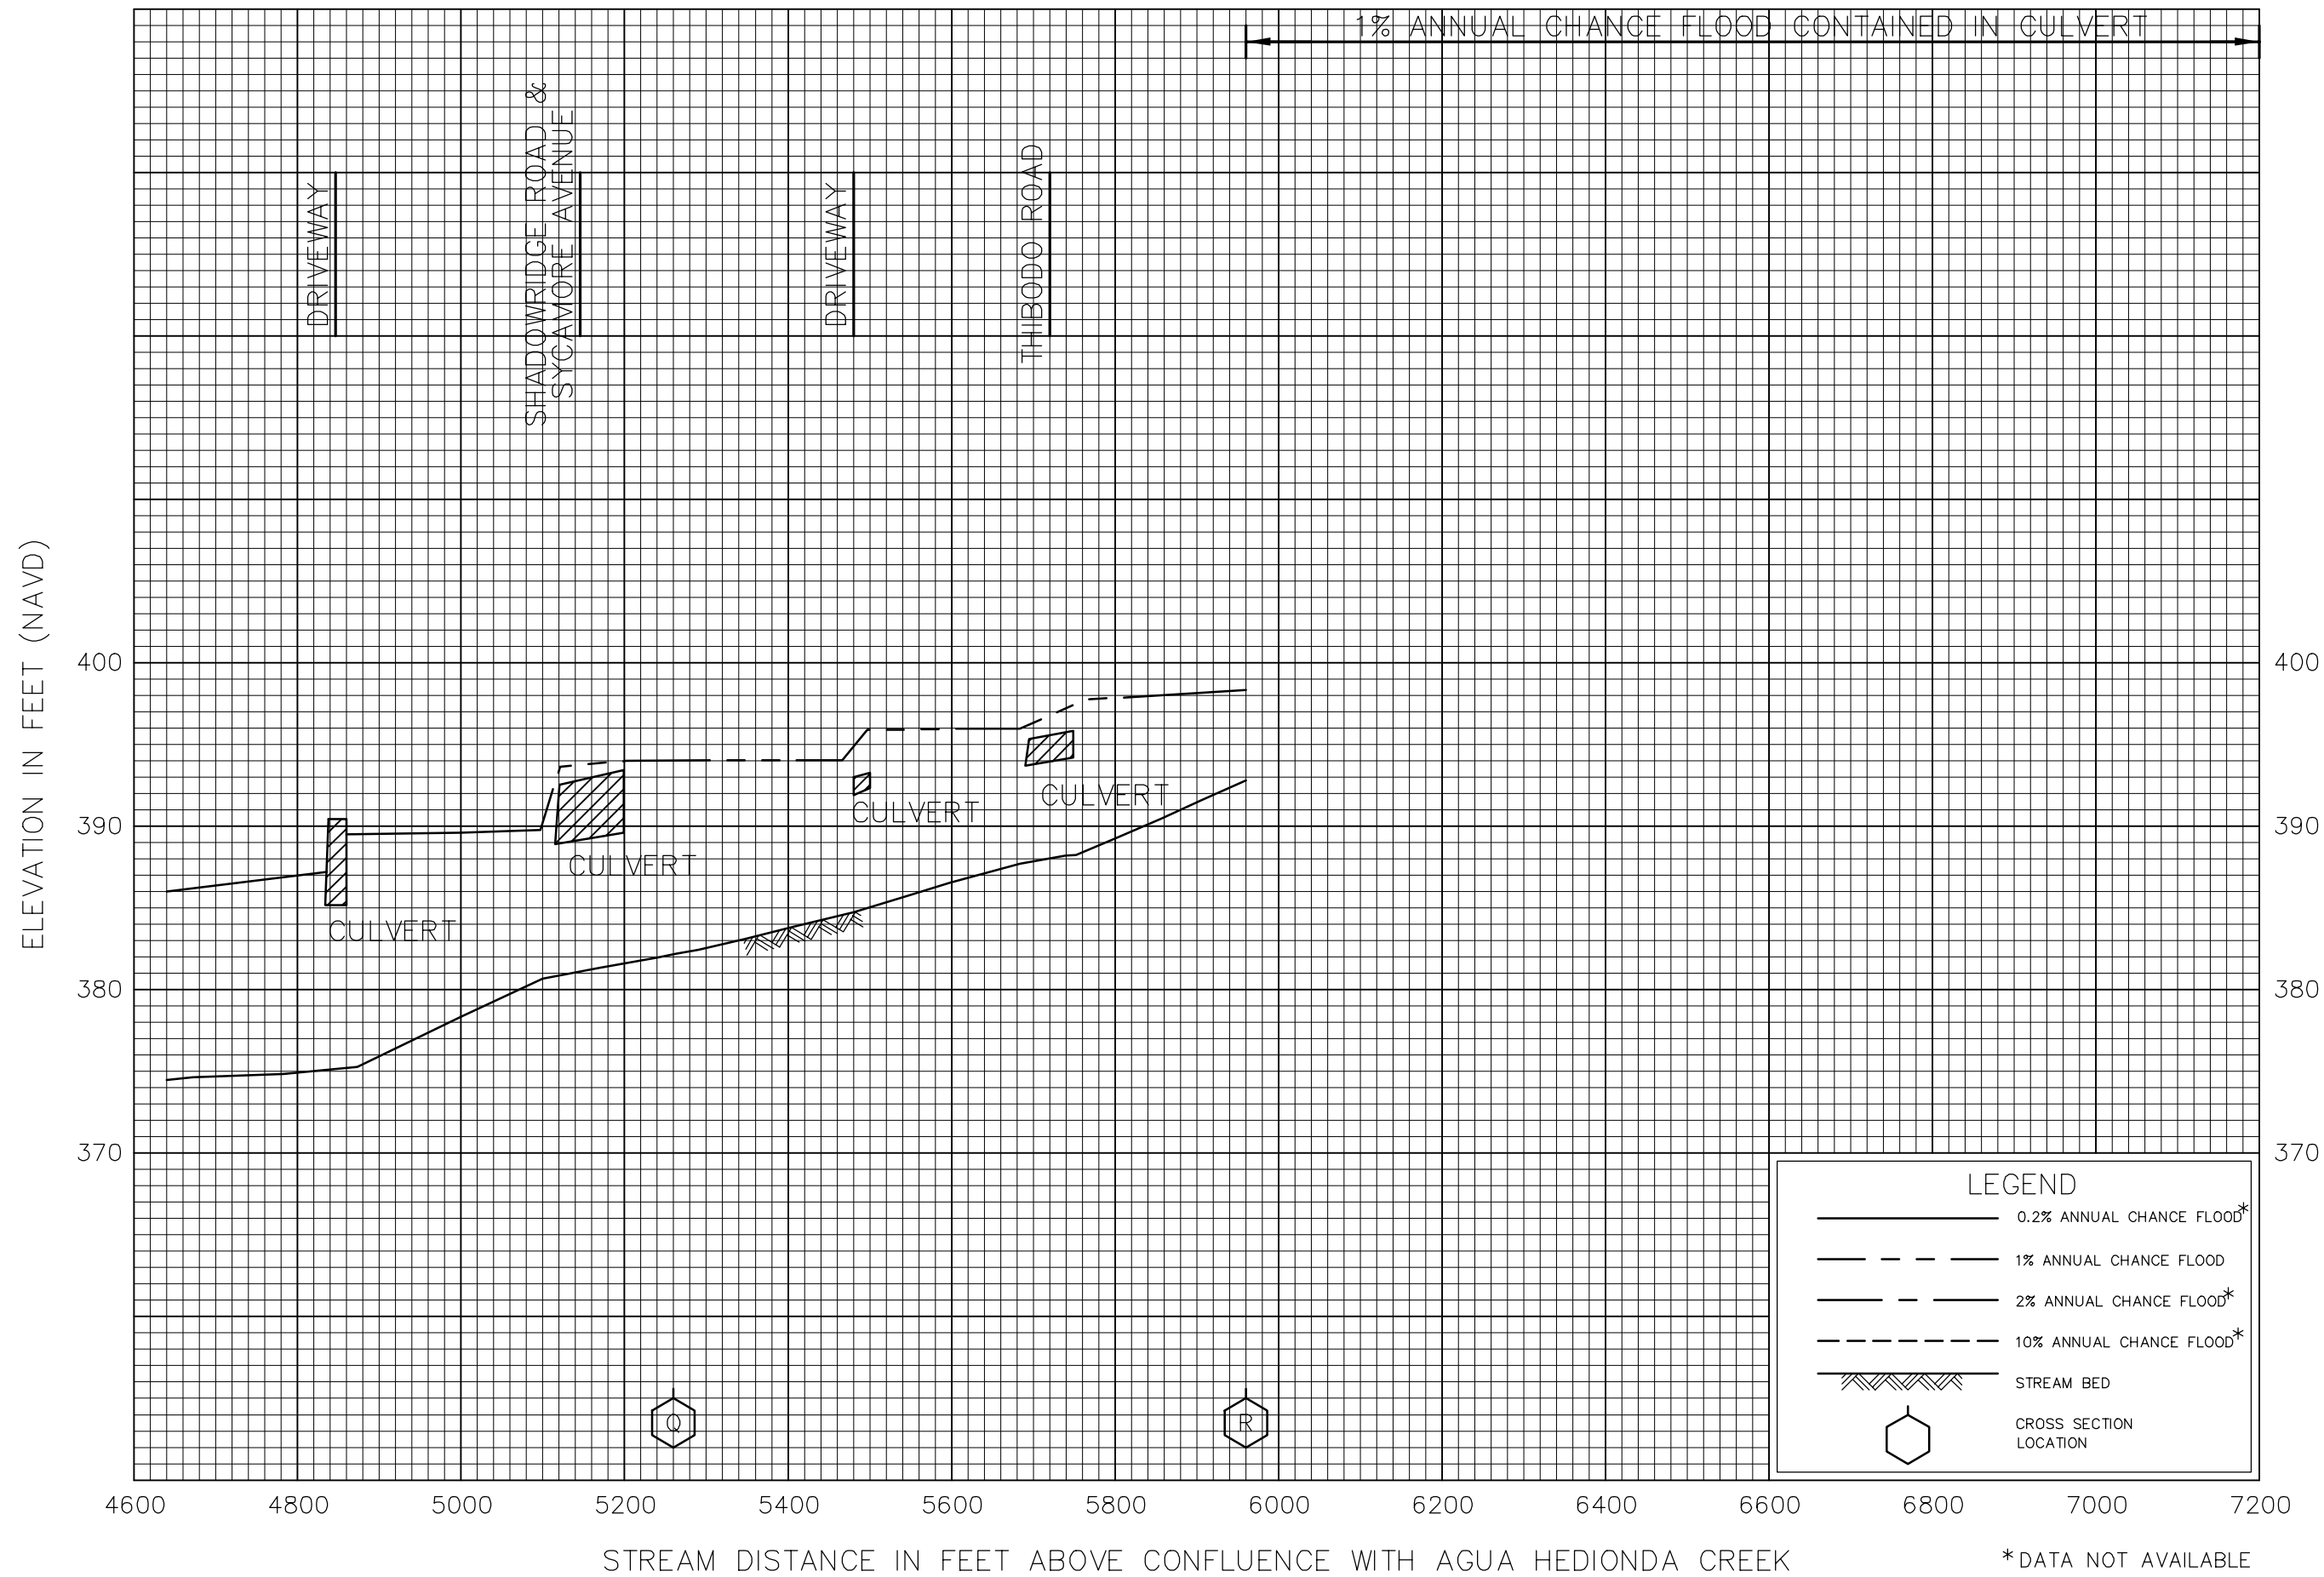 1% ANNUAL CHANCE FLOOD CONTAINED IN CULVERT
DRIVEWAY
SHADOWRIDGE ROAD &
SYCAMORE AVENUE
DRIVEWAY
THIBODO ROAD
ELEVATION IN FEET (NAVD)
400
390
380
370
400
390
380
370
CULVERT
CULVERT
CULVERT
CULVERT
LEGEND
0.2% ANNUAL CHANCE FLOOD*
1% ANNUAL CHANCE FLOOD
2% ANNUAL CHANCE FLOOD*
10% ANNUAL CHANCE FLOOD*
STREAM BED
CROSS SECTION
LOCATION
Q
R
4600 4800 5000 5200 5400 5600 5800 6000 6200 6400 6600 6800 7000 7200
STREAM DISTANCE IN FEET ABOVE CONFLUENCE WITH AGUA HEDIONDA CREEK
*DATA NOT AVAILABLE